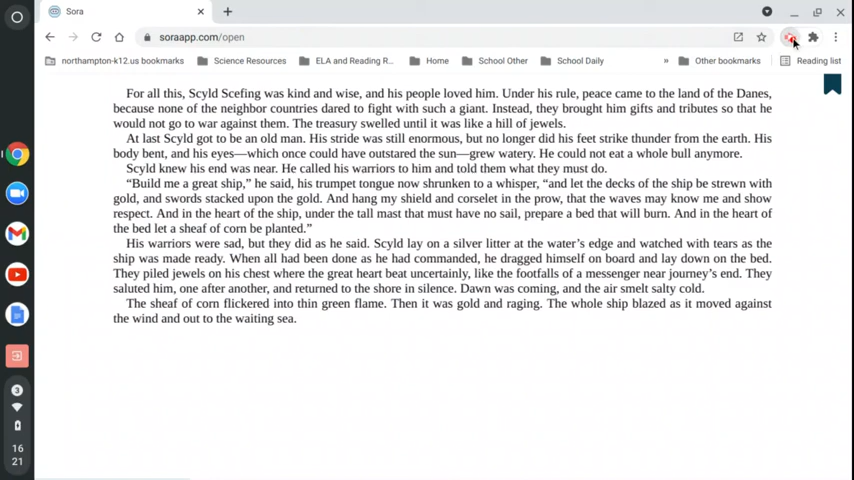 Sora
soraapp.com/open
northampton-k12.us bookmarks
Science Resources
ELA and Reading R...
Home
School Other
School Daily
»
Other bookmarks
Reading list
For all this, Scyld Scefing was kind and wise, and his people loved him. Under his rule, peace came to the land of the Danes,
because none of the neighbor countries dared to fight with such a giant. Instead, they brought him gifts and tributes so that he
would not go to war against them. The treasury swelled until it was like a hill of jewels.
At last Scyld got to be an old man. His stride was still enormous, but no longer did his feet strike thunder from the earth. His
body bent, and his eyes—which once could have outstared the sun—grew watery. He could not eat a whole bull anymore.
Scyld knew his end was near. He called his warriors to him and told them what they must do.
“Build me a great ship,” he said, his trumpet tongue now shrunken to a whisper, “and let the decks of the ship be strewn with
gold, and swords stacked upon the gold. And hang my shield and corselet in the prow, that the waves may know me and show
respect. And in the heart of the ship, under the tall mast that must have no sail, prepare a bed that will burn. And in the heart of
the bed let a sheaf of corn be planted.”
His warriors were sad, but they did as he said. Scyld lay on a silver litter at the water’s edge and watched with tears as the
ship was made ready. When all had been done as he had commanded, he dragged himself on board and lay down on the bed.
They piled jewels on his chest where the great heart beat uncertainly, like the footfalls of a messenger near journey’s end. They
saluted him, one after another, and returned to the shore in silence. Dawn was coming, and the air smelt salty cold.
The sheaf of corn flickered into thin green flame. Then it was gold and raging. The whole ship blazed as it moved against
the wind and out to the waiting sea.
3
16
21